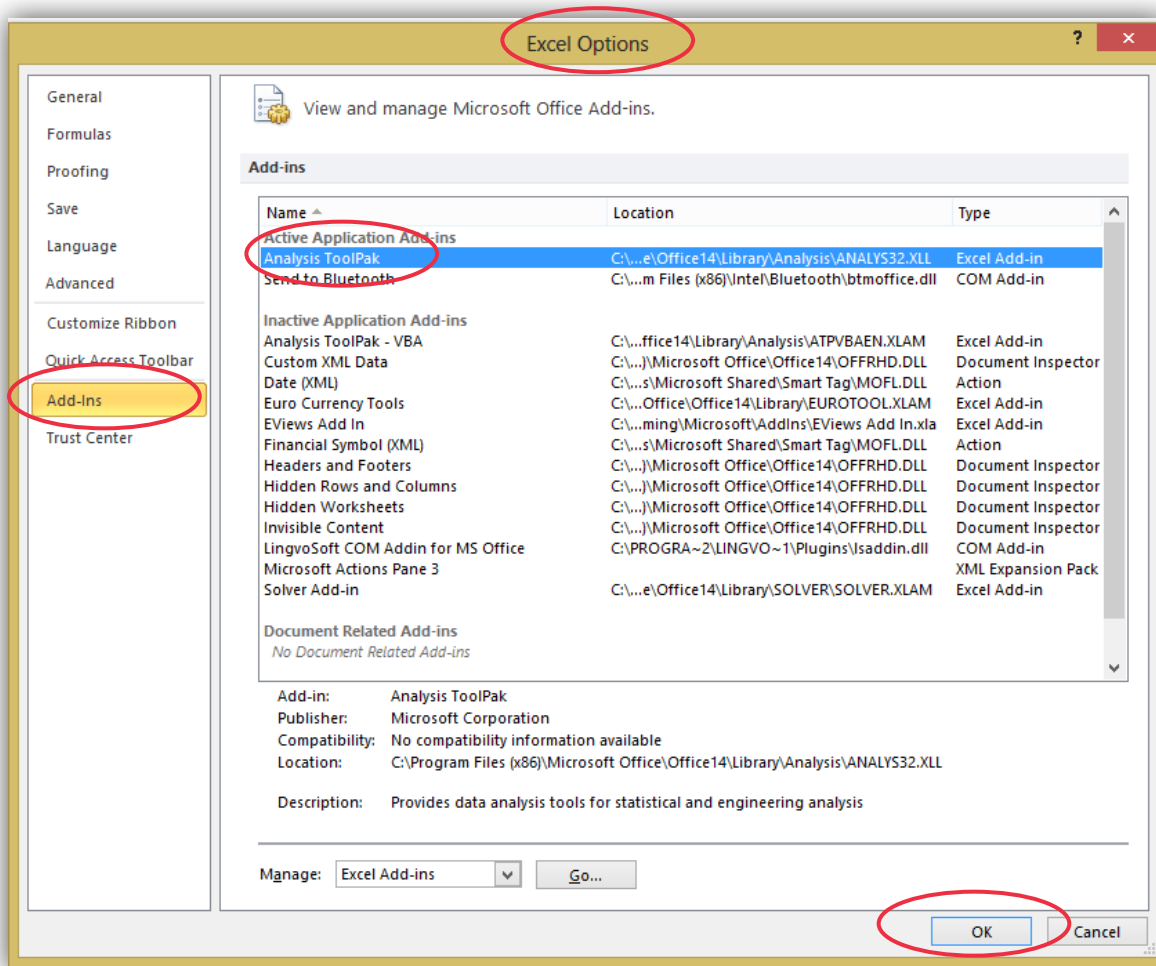 Excel Options
?
General
Formulas
Proofing
Save
Language
Advanced
Customize Ribbon
Quick Access Toolbar
Add-Ins
Trust Center
View and manage Microsoft Office Add-ins.
Add-ins
Name Location Type
Active Application Add-ins
Analysis ToolPak C:\...e\Office14\Library\Analysis\ANALYS32.XLL Excel Add-in
Send to Bluetooth C:\...m Files (x86)\Intel\Bluetooth\btmoffice.dll COM Add-in
Inactive Application Add-ins
Analysis ToolPak - VBA C:\...ffice14\Library\Analysis\ATPVBAEN.XLAM Excel Add-in
Custom XML Data C:\...)\Microsoft Office\Office14\OFFRHD.DLL Document Inspector
Date (XML) C:\...s\Microsoft Shared\Smart Tag\MOFL.DLL Action
Euro Currency Tools C:\...Office\Office14\Library\EUROTOOL.XLAM Excel Add-in
EViews Add In C:\...ming\Microsoft\AddIns\EViews Add In.xla Excel Add-in
Financial Symbol (XML) C:\...s\Microsoft Shared\Smart Tag\MOFL.DLL Action
Headers and Footers C:\...)\Microsoft Office\Office14\OFFRHD.DLL Document Inspector
Hidden Rows and Columns C:\...)\Microsoft Office\Office14\OFFRHD.DLL Document Inspector
Hidden Worksheets C:\...)\Microsoft Office\Office14\OFFRHD.DLL Document Inspector
Invisible Content C:\...)\Microsoft Office\Office14\OFFRHD.DLL Document Inspector
LingvoSoft COM Addin for MS Office C:\PROGRA~2\LINGVO~1\Plugins\lsaddin.dll COM Add-in
Microsoft Actions Pane 3 XML Expansion Pack
Solver Add-in C:\...e\Office14\Library\SOLVER\SOLVER.XLAM Excel Add-in
Document Related Add-ins
No Document Related Add-ins
Add-in: Analysis ToolPak
Publisher: Microsoft Corporation
Compatibility: No compatibility information available
Location: C:\Program Files (x86)\Microsoft Office\Office14\Library\Analysis\ANALYS32.XLL
Description: Provides data analysis tools for statistical and engineering analysis
Manage: Excel Add-ins Go...
OK Cancel